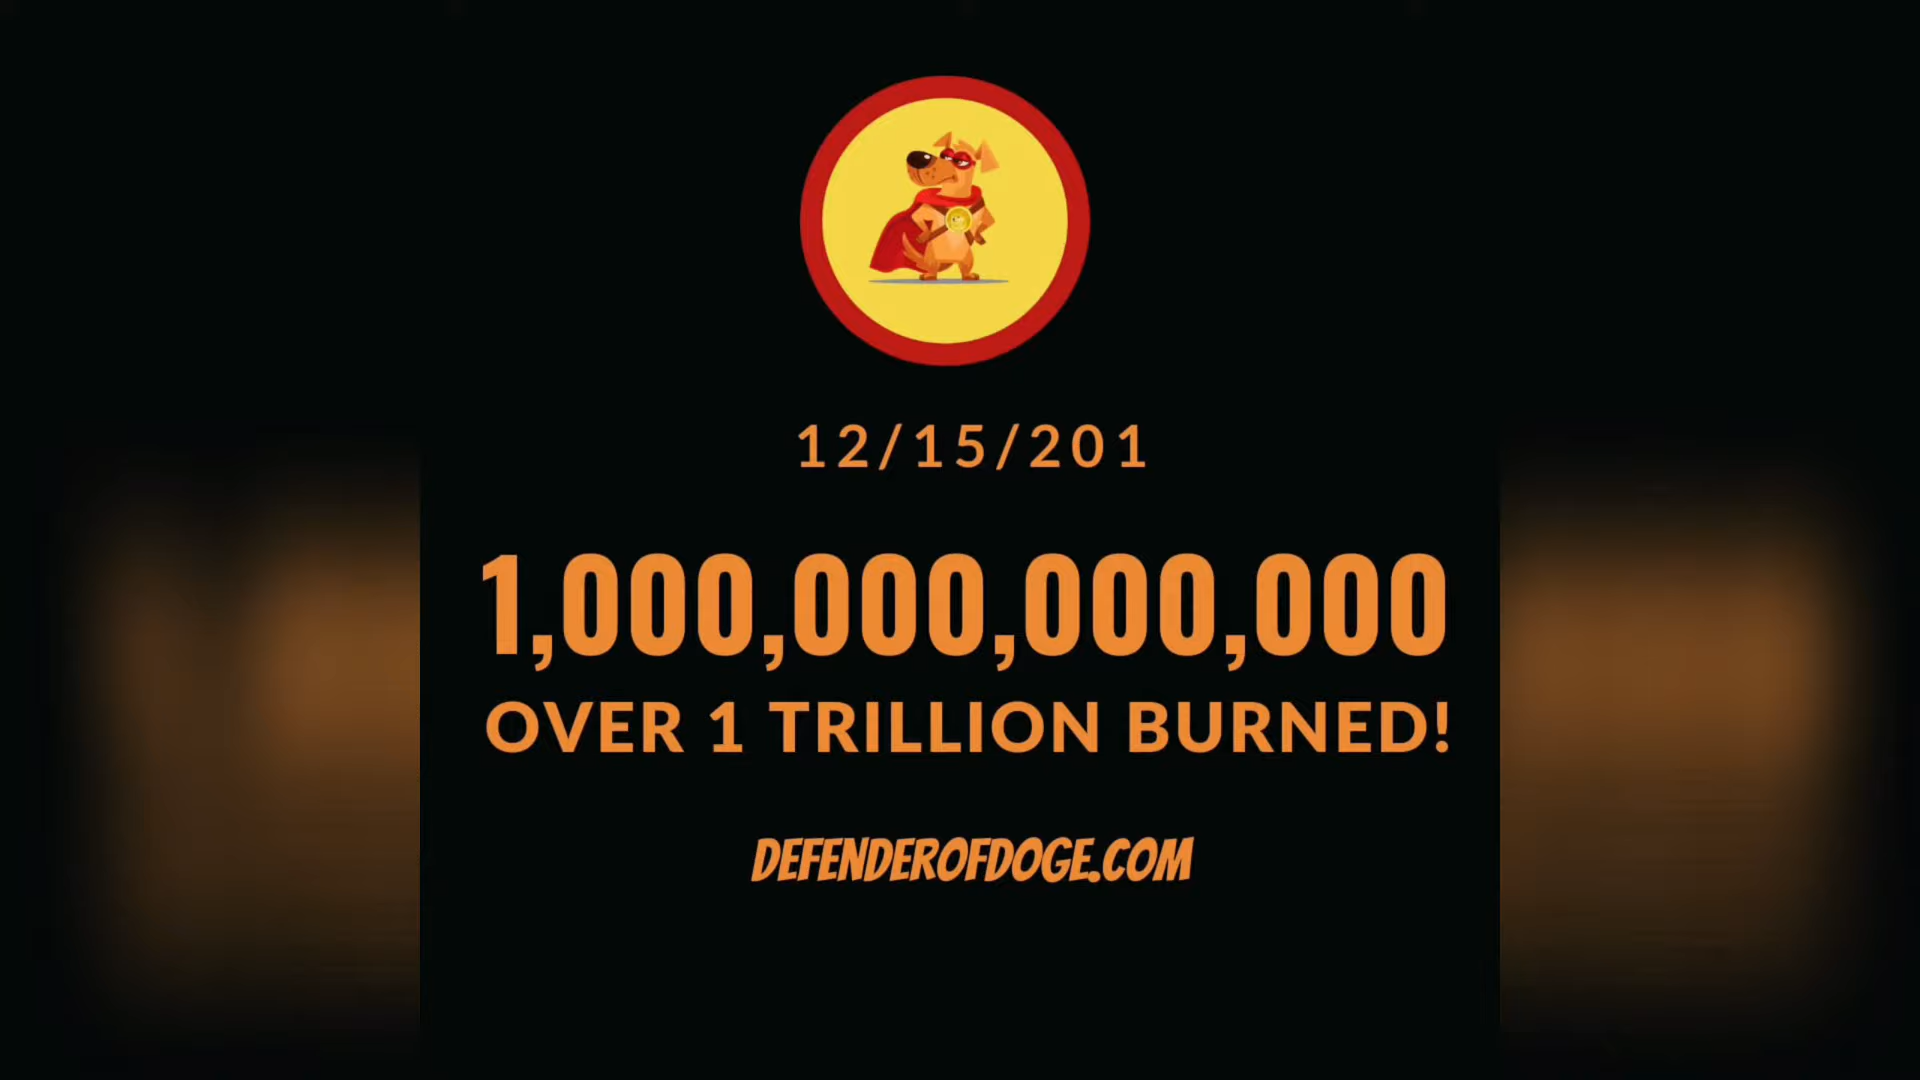 12/15/201
1,000,000,000,000
OVER 1 TRILLION BURNED!
DEFENDEROFDOGE.COM